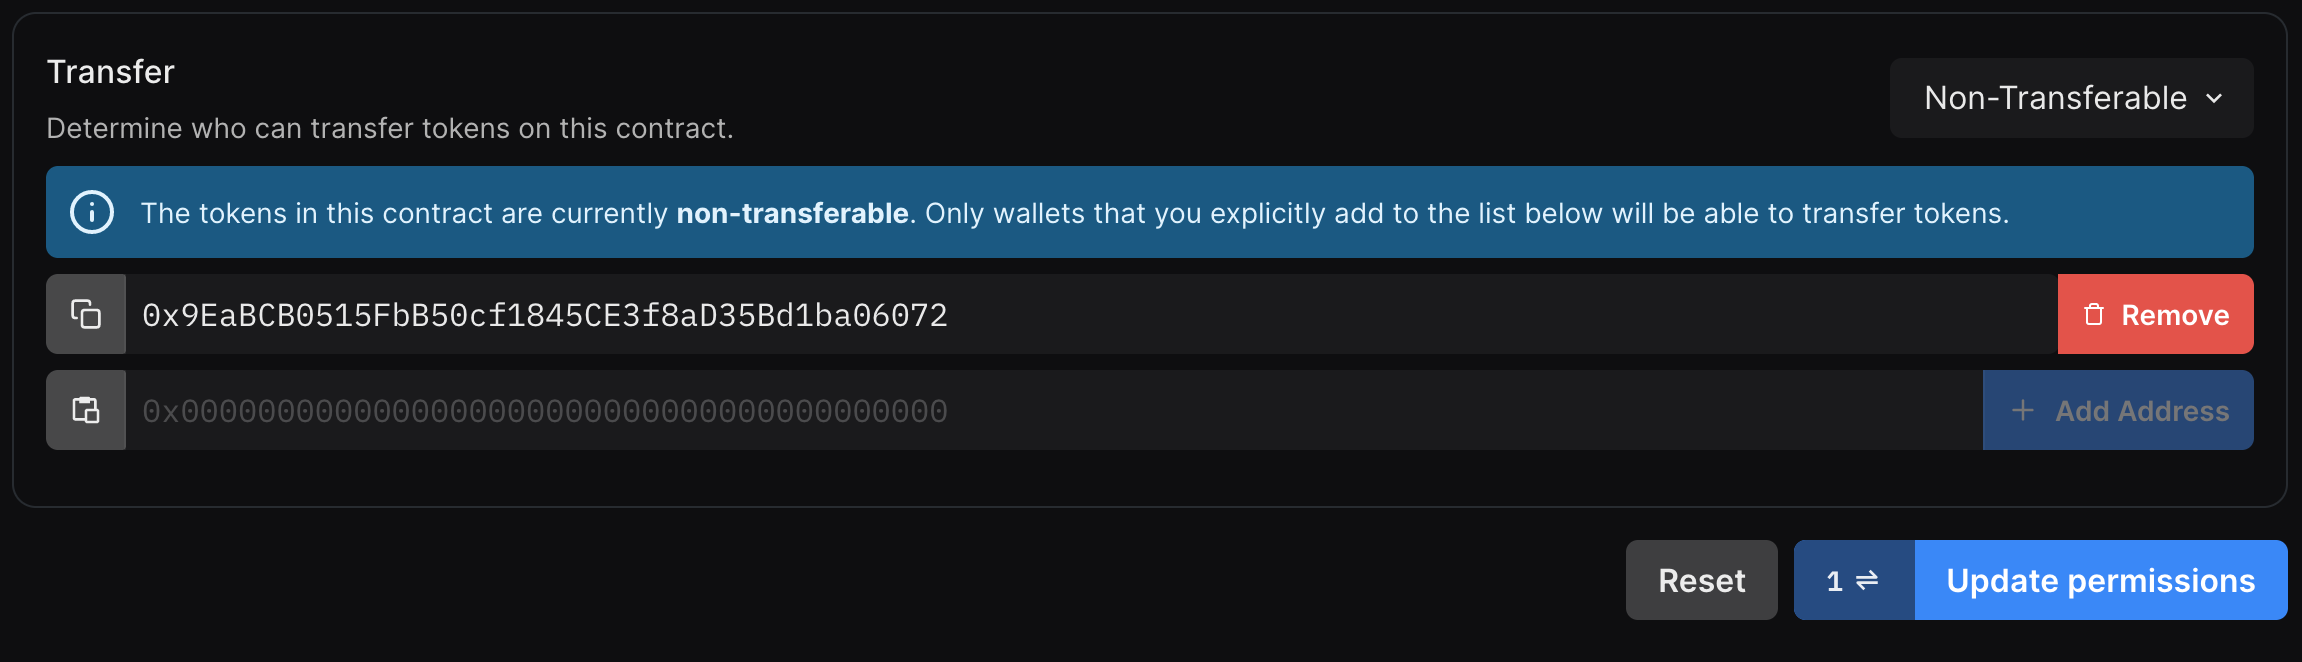 Transfer
Non-Transferable
Determine who can transfer tokens on this contract.
The tokens in this contract are currently non-transferable. Only wallets that you explicitly add to the list below will be able to transfer tokens.
0x9EaBCB0515FbB50cf1845CE3f8aD35Bd1ba06072
Remove
0x0000000000000000000000000000000000000000
Add Address
Reset
1
Update permissions